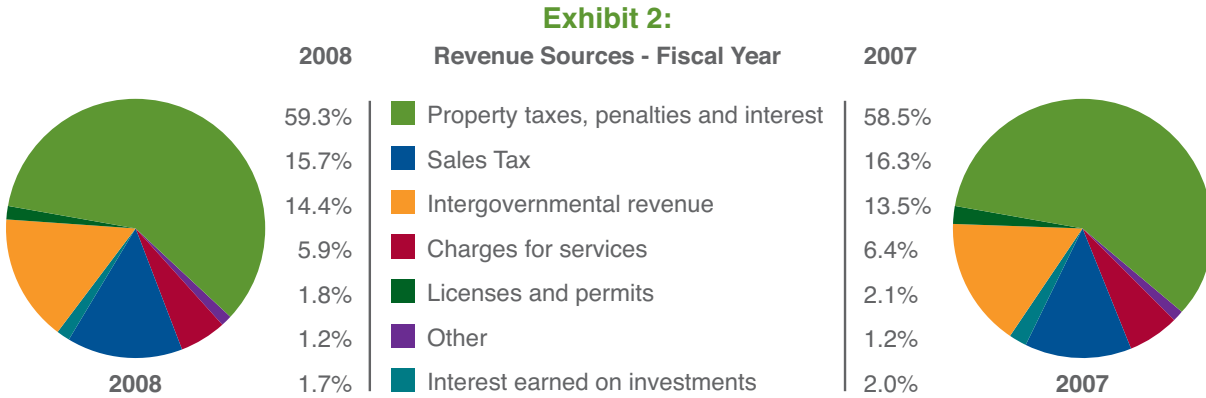 Exhibit 2:
2008 Revenue Sources - Fiscal Year 2007
59.3% Property taxes, penalties and interest 58.5%
15.7% Sales Tax 16.3%
14.4% Intergovernmental revenue 13.5%
5.9% Charges for services 6.4%
1.8% Licenses and permits 2.1%
1.2% Other 1.2%
2008 1.7% Interest earned on investments 2.0% 2007